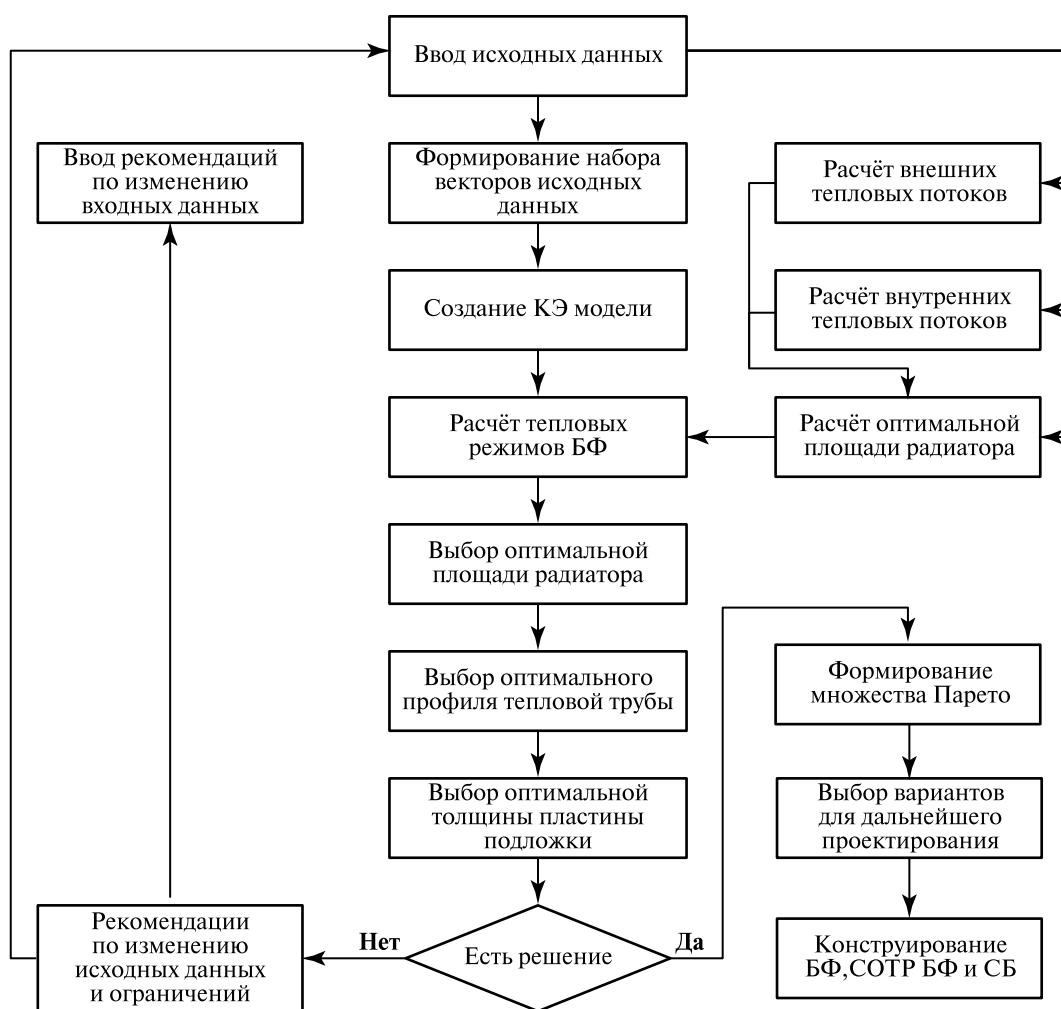 Ввод исходных данных
Ввод рекомендаций
по изменению
входных данных
Формирование набора
векторов исходных
данных
Расчёт внешних
тепловых потоков
Создание КЭ модели
Расчёт внутренних
тепловых потоков
Расчёт тепловых
режимов БФ
Расчёт оптимальной
площади радиатора
Выбор оптимальной
площади радиатора
Выбор оптимального
профиля тепловой трубы
Формирование
множества Парето
Выбор оптимальной
толщины пластины
подложки
Выбор вариантов
для дальнейшего
проектирования
Рекомендации
по изменению
исходных данных
и ограничений
Нет
Есть решение
Да
Конструирование
БФ,СОТР БФ и СБ